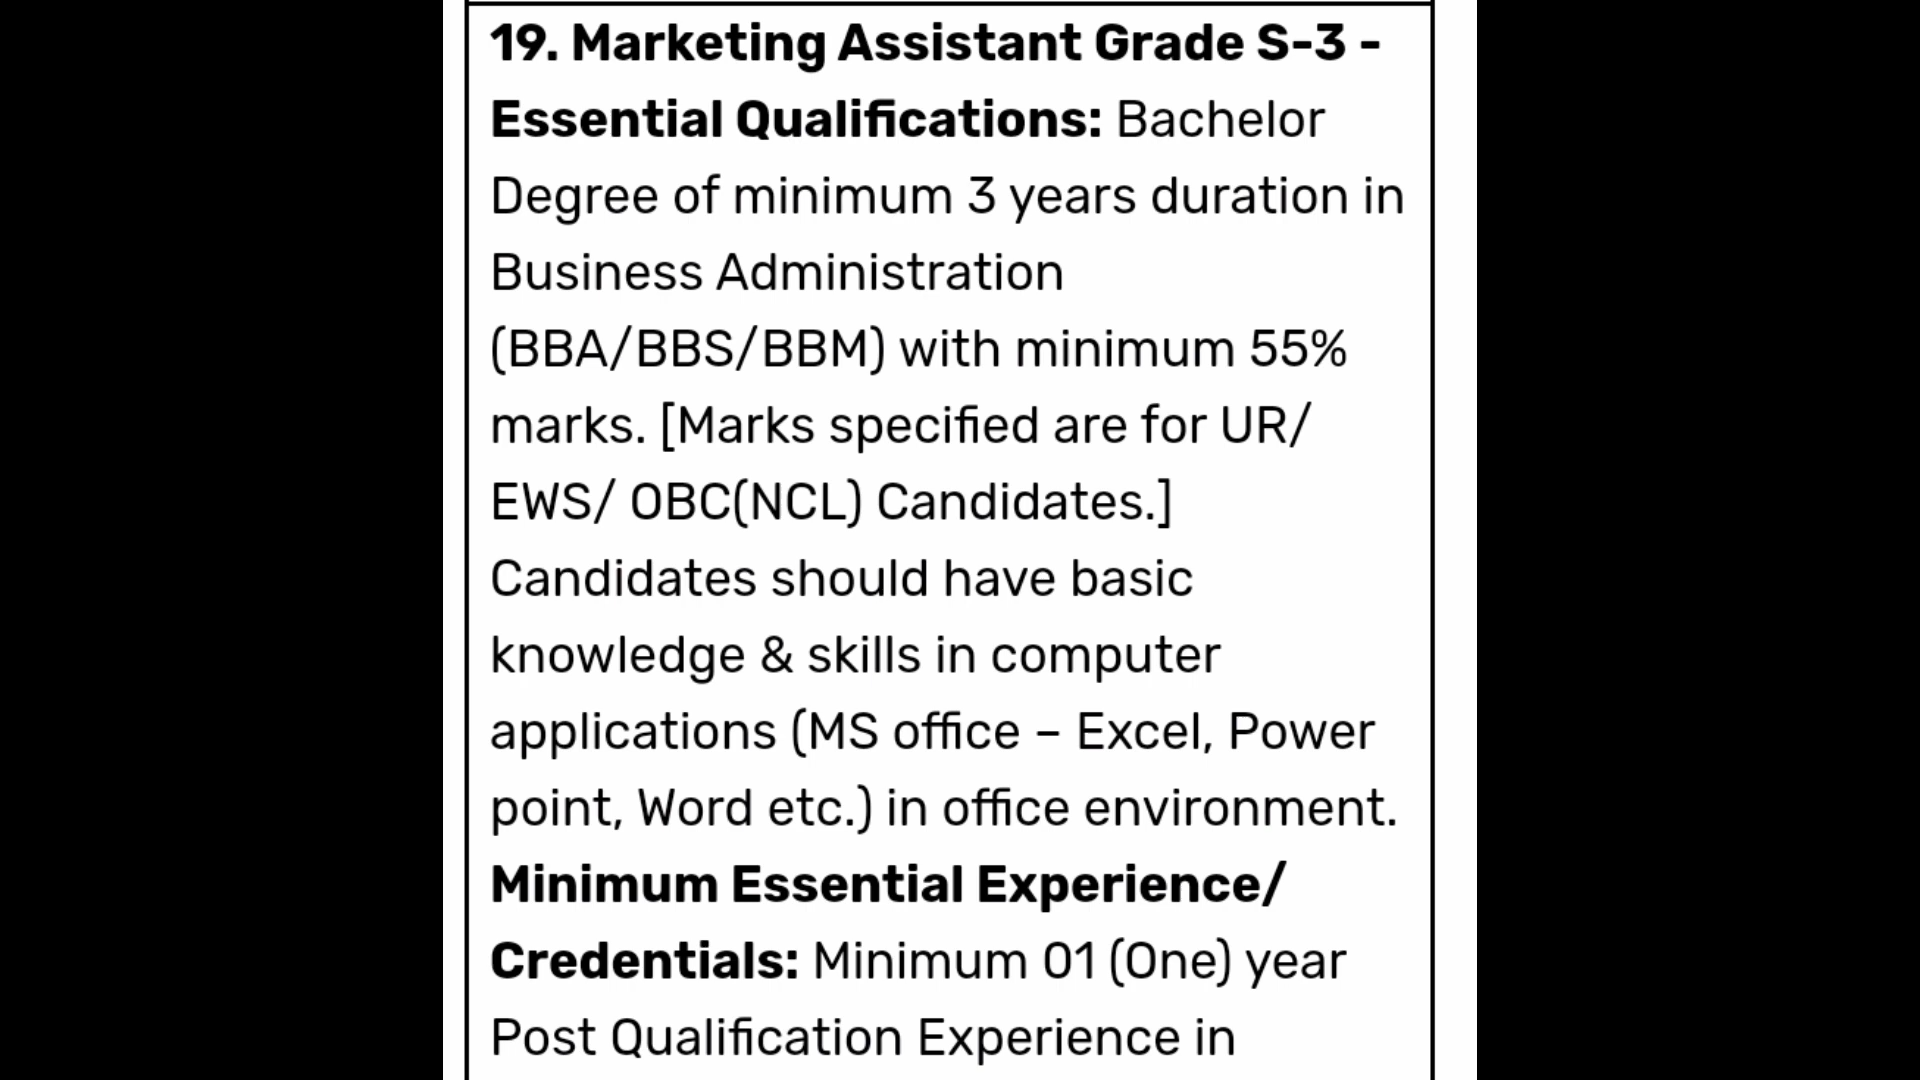 19. Marketing Assistant Grade S-3 -
Essential Qualifications: Bachelor
Degree of minimum 3 years duration in
Business Administration
(BBA/BBS/BBM) with minimum 55%
marks. [Marks specified are for UR/
EWS/ OBC(NCL) Candidates.]
Candidates should have basic
knowledge & skills in computer
applications (MS office – Excel, Power
point, Word etc.) in office environment.
Minimum Essential Experience/
Credentials: Minimum 01 (One) year
Post Qualification Experience in